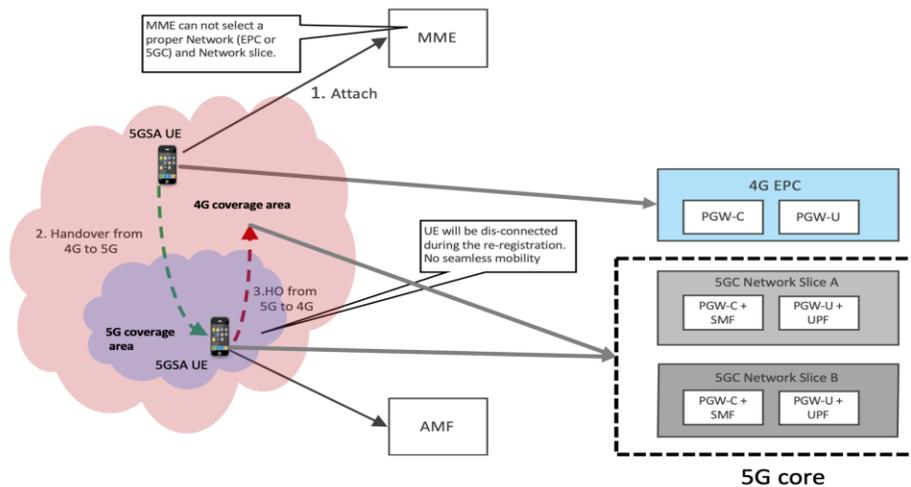 MME can not select a
proper Network (EPC or
5GC) and Network slice.
MME
1. Attach
5GSA UE
4G coverage area
2. Handover from
4G to 5G
3.HO from
5G to 4G
5G coverage
area
5GSA UE
UE will be dis-connected
during the re-registration.
No seamless mobility
AMF
4G EPC
PGW-C
PGW-U
5GC Network Slice A
PGW-C +
SMF
PGW-U +
UPF
5GC Network Slice B
PGW-C +
SMF
PGW-U +
UPF
5G core